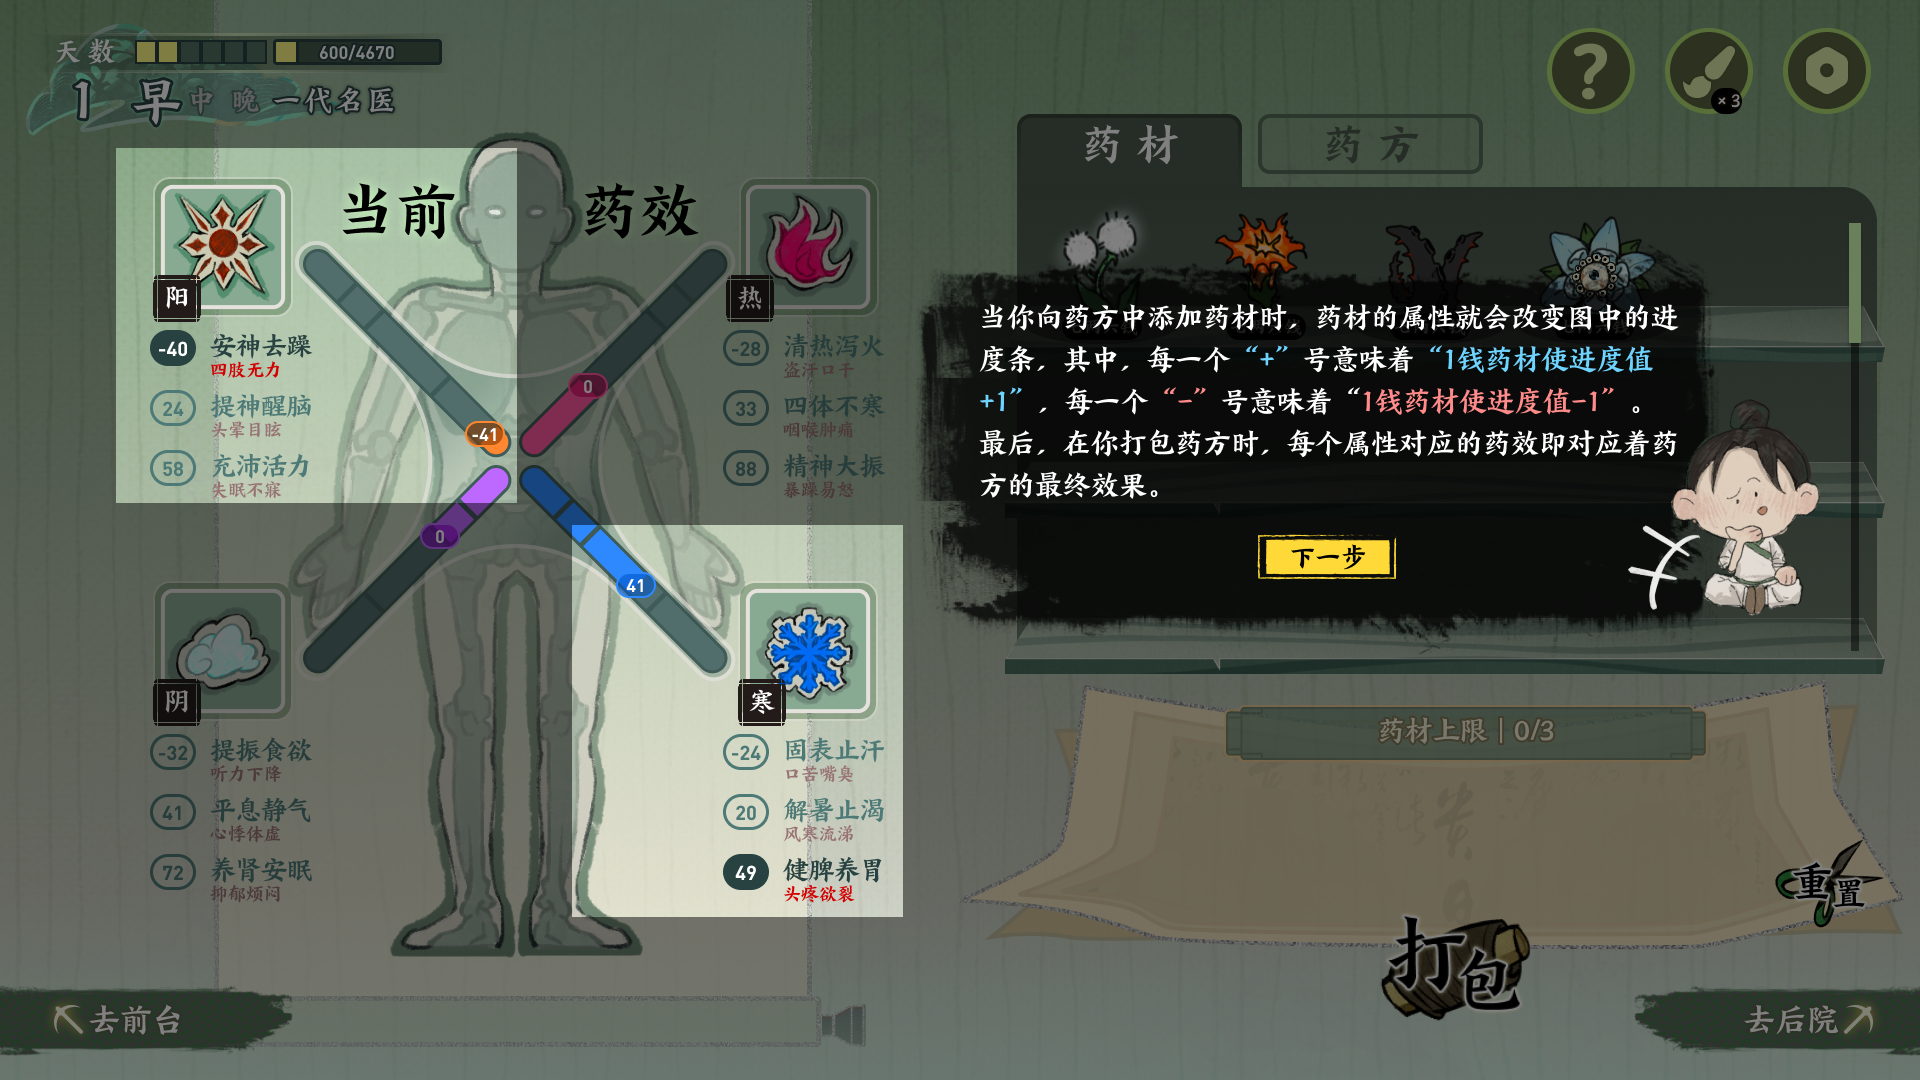 天数
600/4670
1 早 中 晚 一代名医
×3
当前 药效
阳
-40 安神去躁
四肢无力
24 提神醒脑
头晕目眩
58 充沛活力
失眠不寐
热
-28 清热泻火
盗汗口干
33 四体不寒
咽喉肿痛
88 精神大振
暴躁易怒
-41
0
0
41
阴
-32 提振食欲
听力下降
41 平息静气
心悸体虚
72 养肾安眠
抑郁烦闷
寒
-24 固表止汗
口苦嘴臭
20 解暑止渴
风寒流涕
49 健脾养胃
头疼欲裂
药材
药方
当你向药方中添加药材时，药材的属性就会改变图中的进
度条，其中，每一个“+”号意味着“1钱药材使进度值
+1”，每一个“-”号意味着“1钱药材使进度值-1”。
最后，在你打包药方时，每个属性对应的药效即对应着药
方的最终效果。
下一步
药材上限 | 0/3
重置
打包
去前台
去后院